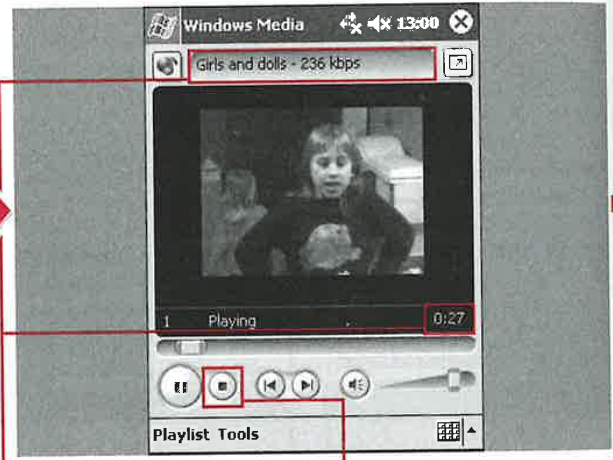 Windows Media 13:00
Girls and dolls - 236 kbps
1 Playing 0:27
Playlist Tools